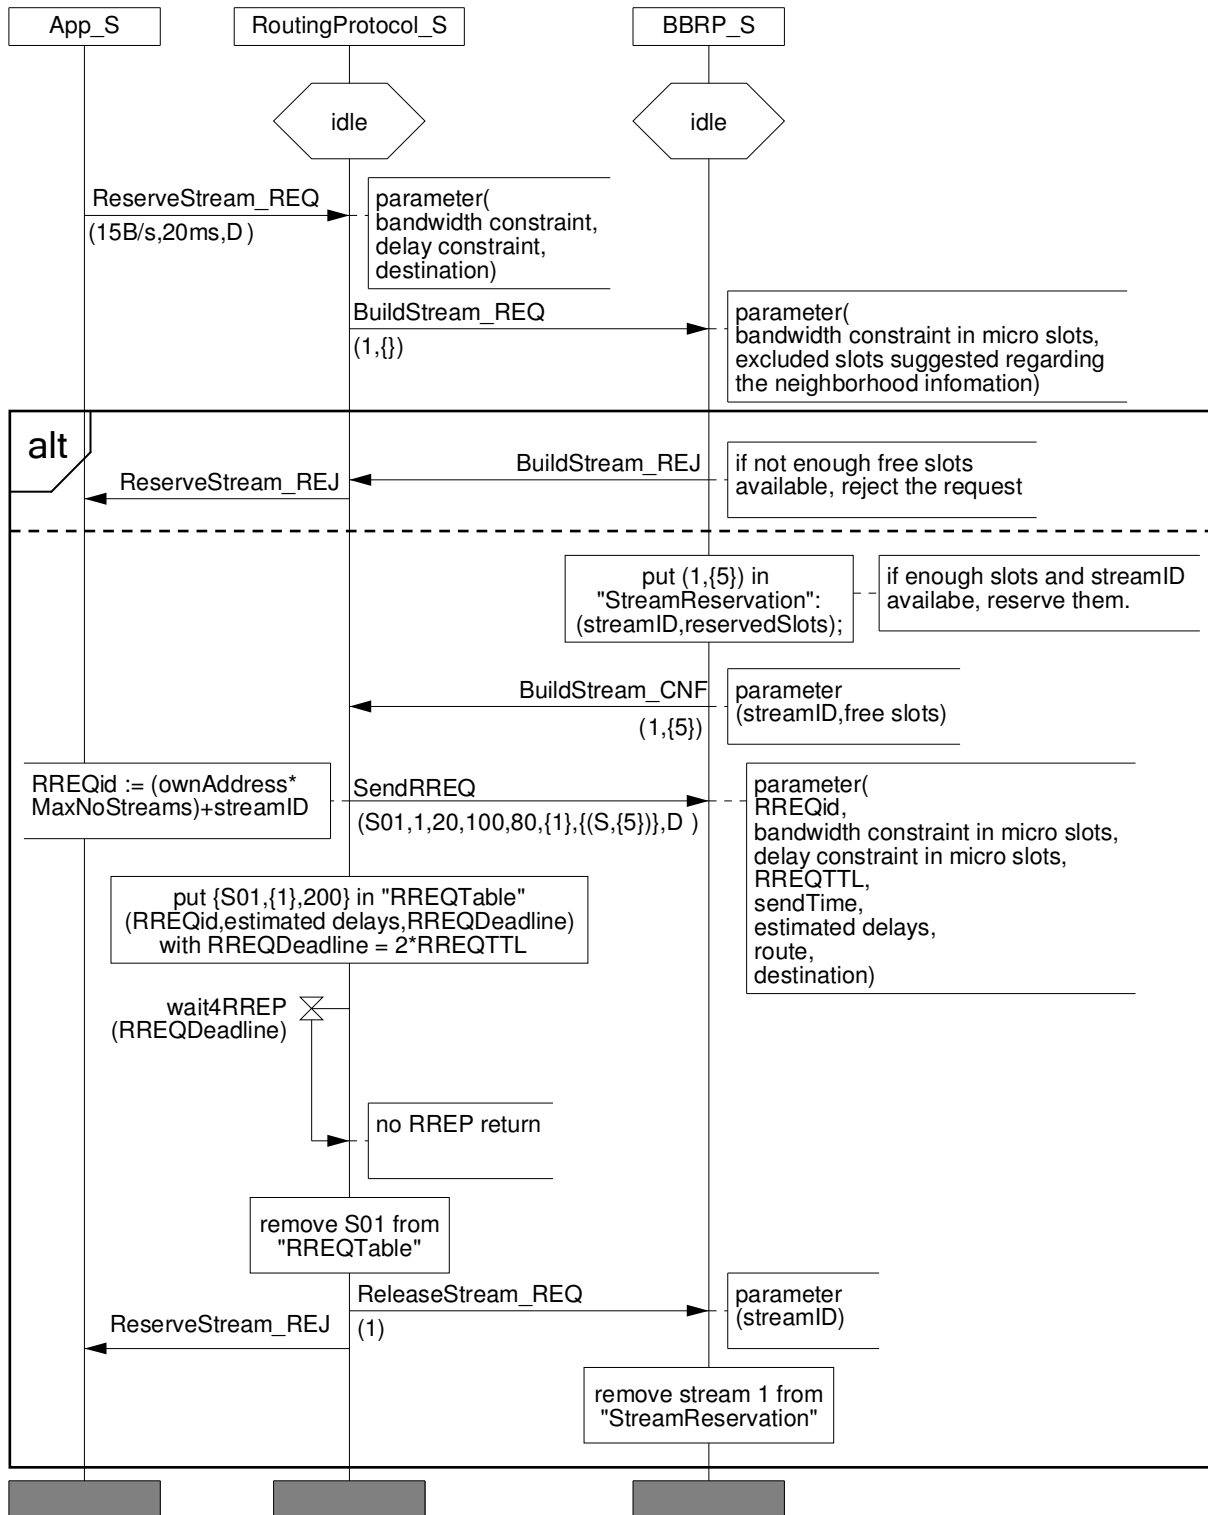 App_S
RoutingProtocol_S
BBRP_S
idle
idle
ReserveStream_REQ
(15B/s,20ms,D )
parameter(
bandwidth constraint,
delay constraint,
destination)
BuildStream_REQ
(1,{})
parameter(
bandwidth constraint in micro slots,
excluded slots suggested regarding
the neighborhood infomation)
alt
BuildStream_REJ
if not enough free slots
available, reject the request
ReserveStream_REJ
put (1,{5}) in
"StreamReservation":
(streamID,reservedSlots);
if enough slots and streamID
availabe, reserve them.
BuildStream_CNF
(1,{5})
parameter
(streamID,free slots)
RREQid := (ownAddress*
MaxNoStreams)+streamID
SendRREQ
(S01,1,20,100,80,{1},{(S,{5})},D )
parameter(
RREQid,
bandwidth constraint in micro slots,
delay constraint in micro slots,
RREQTTL,
sendTime,
estimated delays,
route,
destination)
put {S01,{1},200} in "RREQTable"
(RREQid,estimated delays,RREQDeadline)
with RREQDeadline = 2*RREQTTL
wait4RREP
(RREQDeadline)
no RREP return
remove S01 from
"RREQTable"
ReleaseStream_REQ
(1)
parameter
(streamID)
ReserveStream_REJ
remove stream 1 from
"StreamReservation"